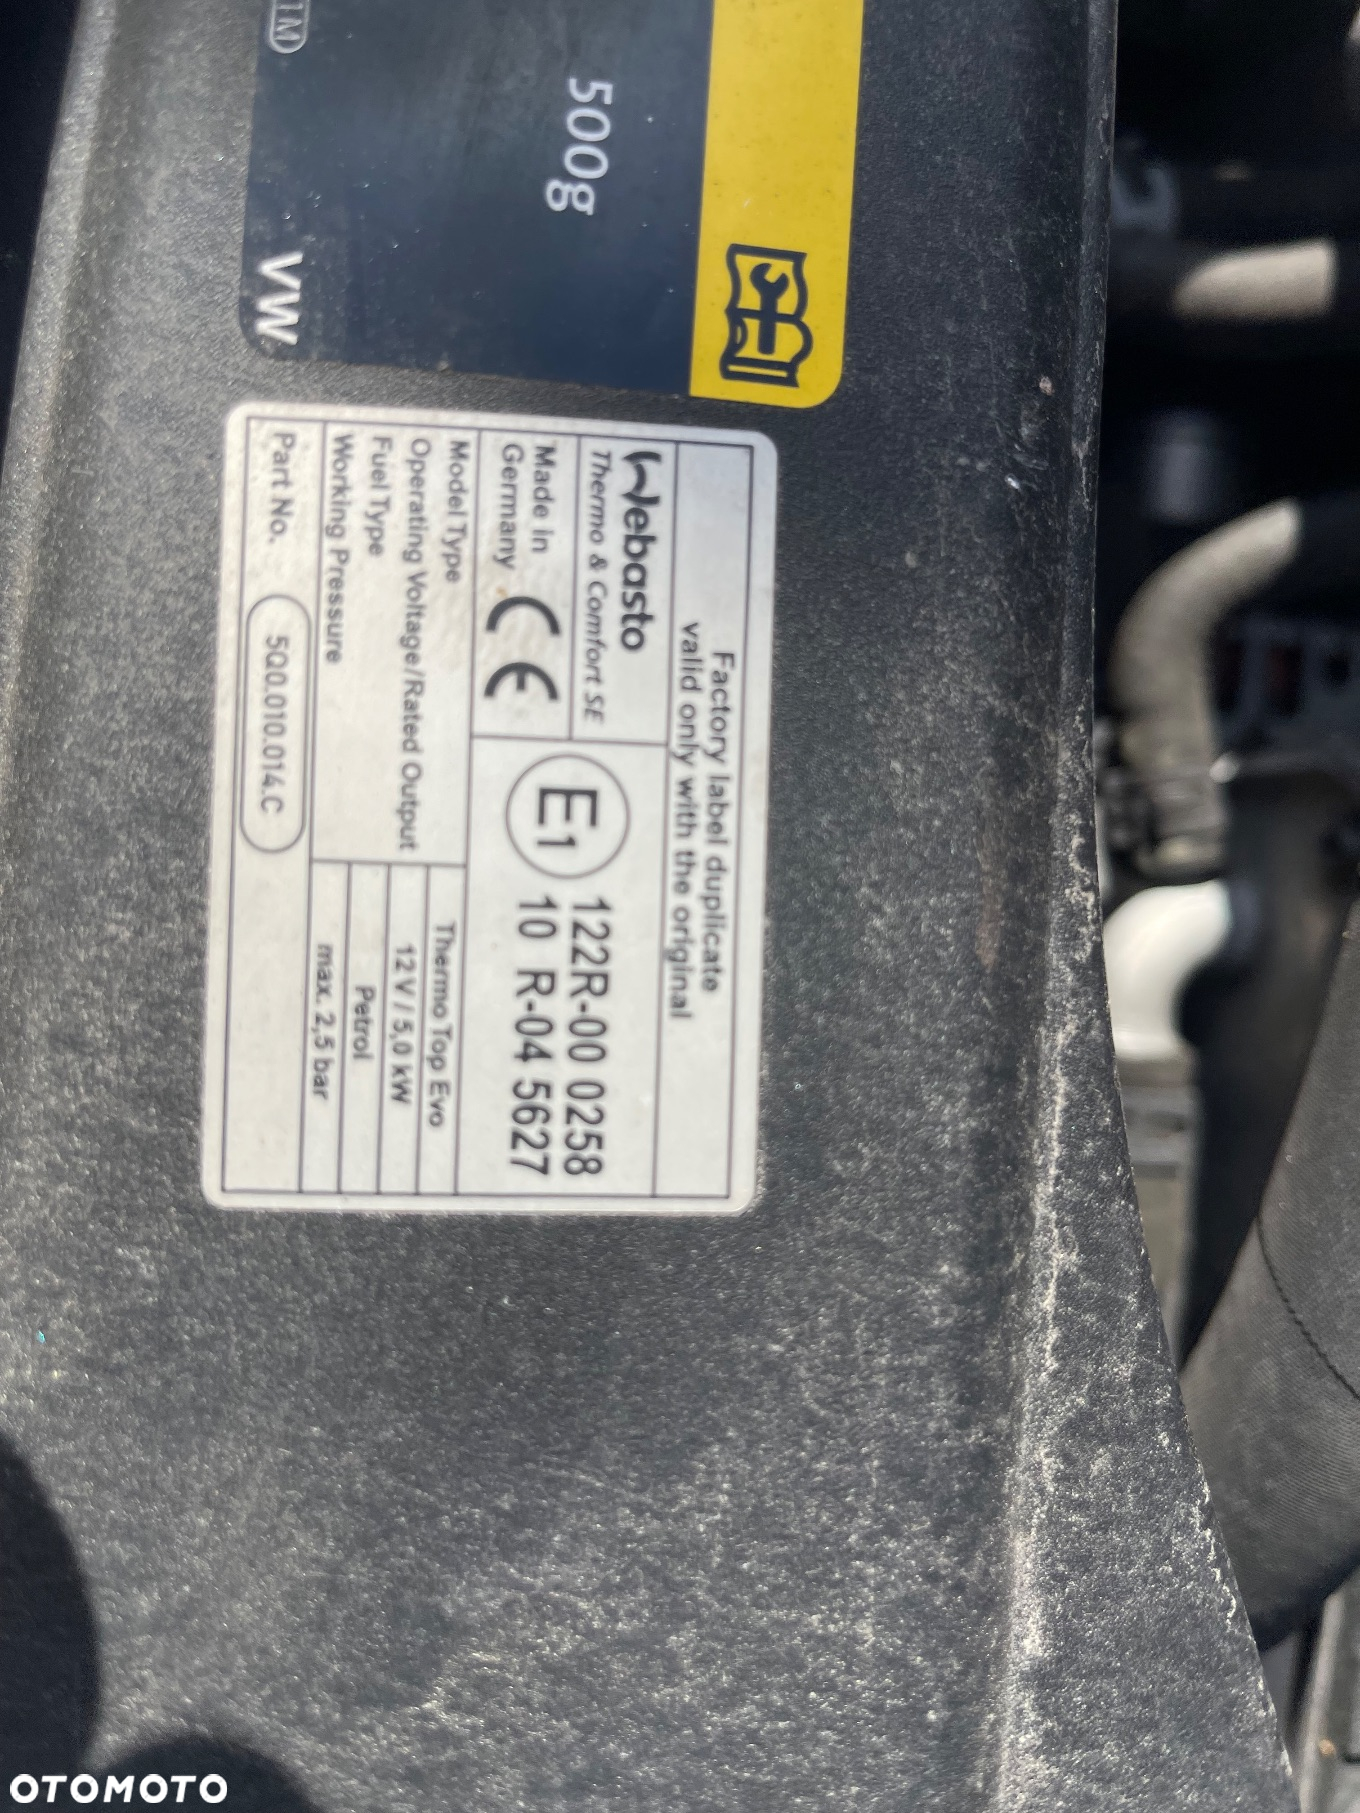 500g
VW
Factory label duplicate
valid only with the original
Webasto
Thermo & Comfort SE
Made in
Germany
CE
E1
122R-00 0258
10 R-04 5627
Model Type Thermo Top Evo
Operating Voltage/Rated Output 12 V / 5,0 kW
Fuel Type Petrol
Working Pressure max. 2,5 bar
Part No. 5Q0.010.014.C
OTOMOTO